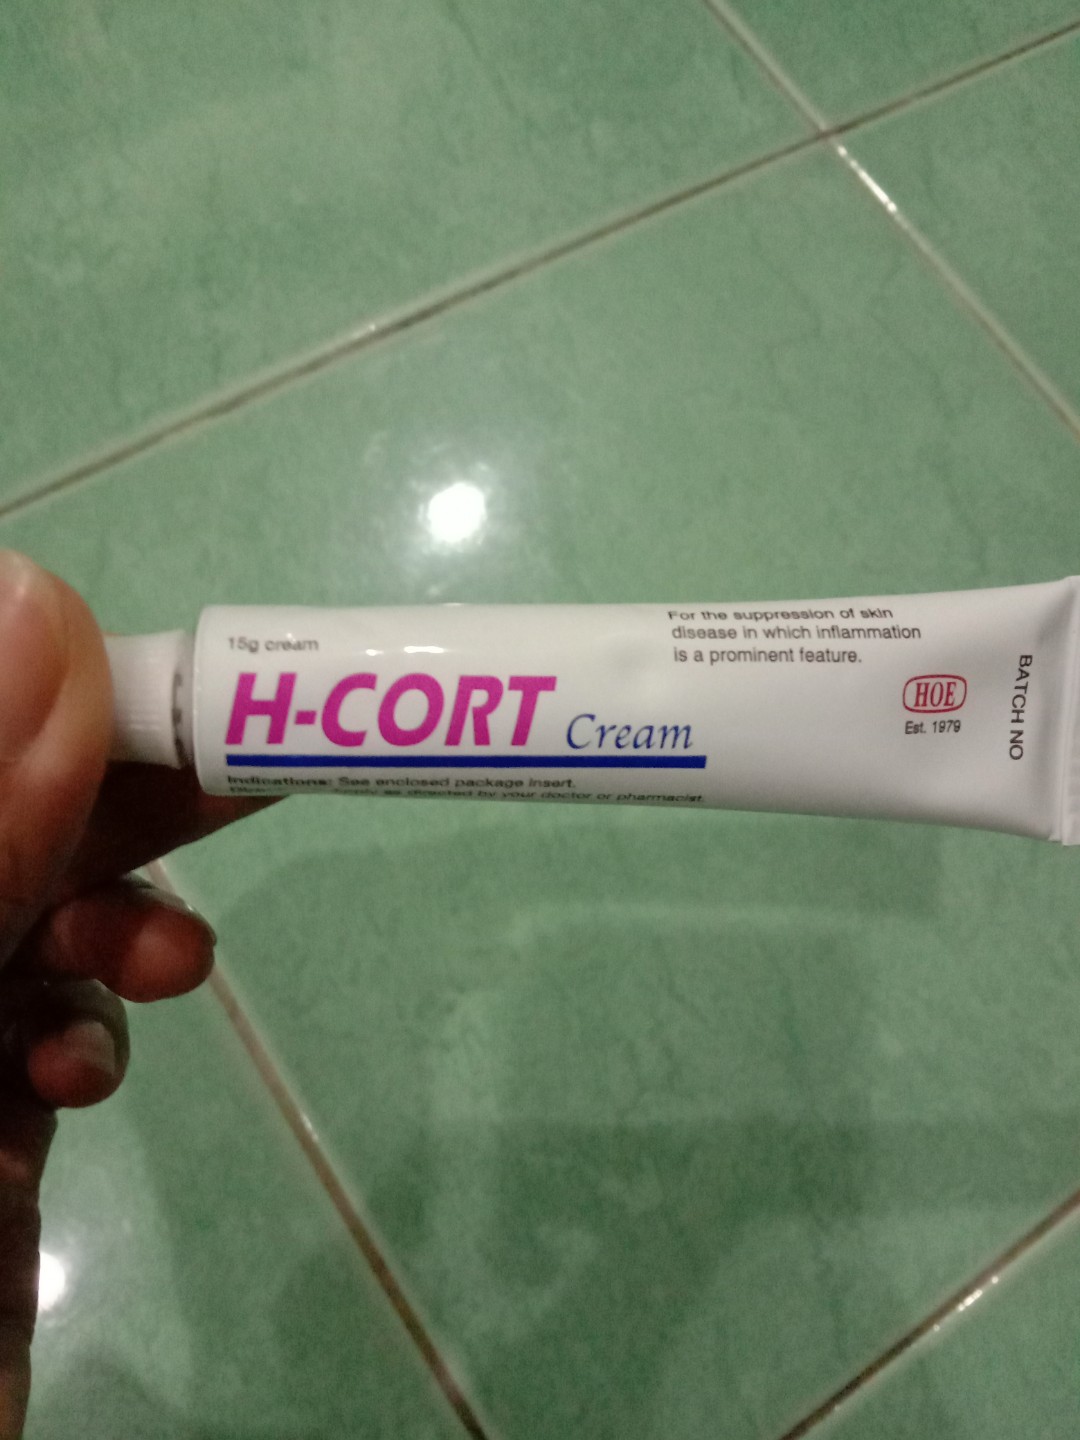 15g cream
H-CORT Cream
Indications: See enclosed package insert.
Apply as directed by your doctor or pharmacist.
For the suppression of skin
disease in which inflammation
is a prominent feature.
HOE
Est. 1979
BATCH NO